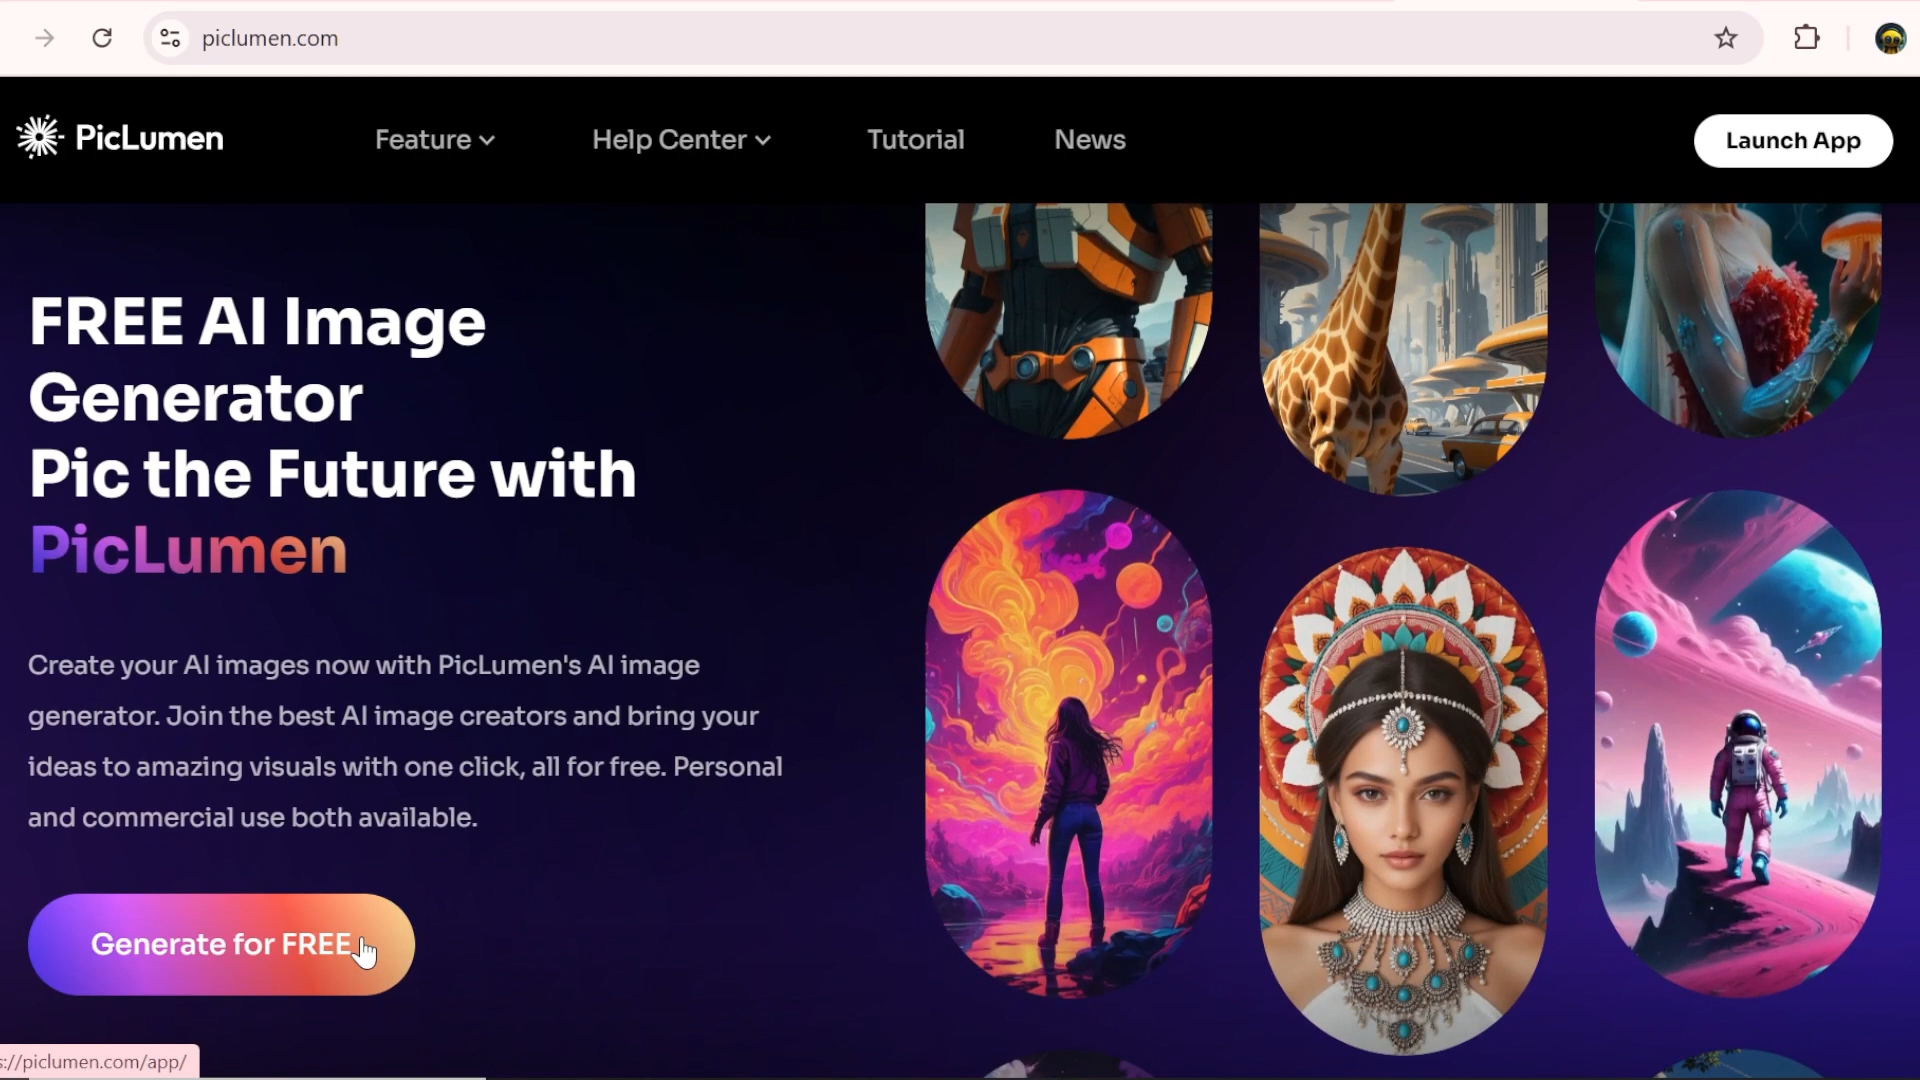 piclumen.com
PicLumen
Feature
Help Center
Tutorial
News
Launch App
FREE AI Image
Generator
Pic the Future with
PicLumen
Create your AI images now with PicLumen's AI image
generator. Join the best AI image creators and bring your
ideas to amazing visuals with one click, all for free. Personal
and commercial use both available.
Generate for FREE
s://piclumen.com/app/